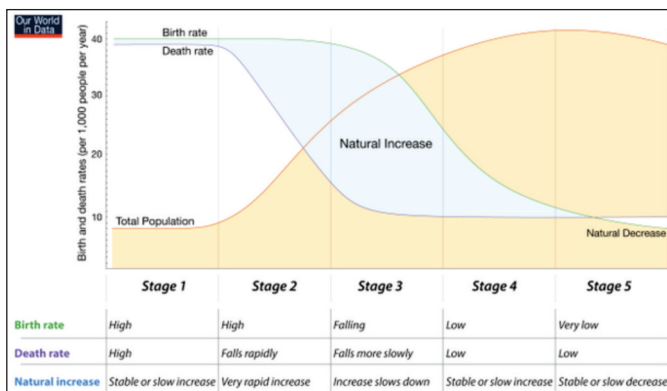 Our World
in Data
Birth and death rates (per 1,000 people per year)
40
30
20
10
Birth rate
Death rate
Natural Increase
Total Population
Natural Decrease
Stage 1 Stage 2 Stage 3 Stage 4 Stage 5
Birth rate High High Falling Low Very low
Death rate High Falls rapidly Falls more slowly Low Low
Natural increase Stable or slow increase Very rapid increase Increase slows down Stable or slow increase Stable or slow decrease